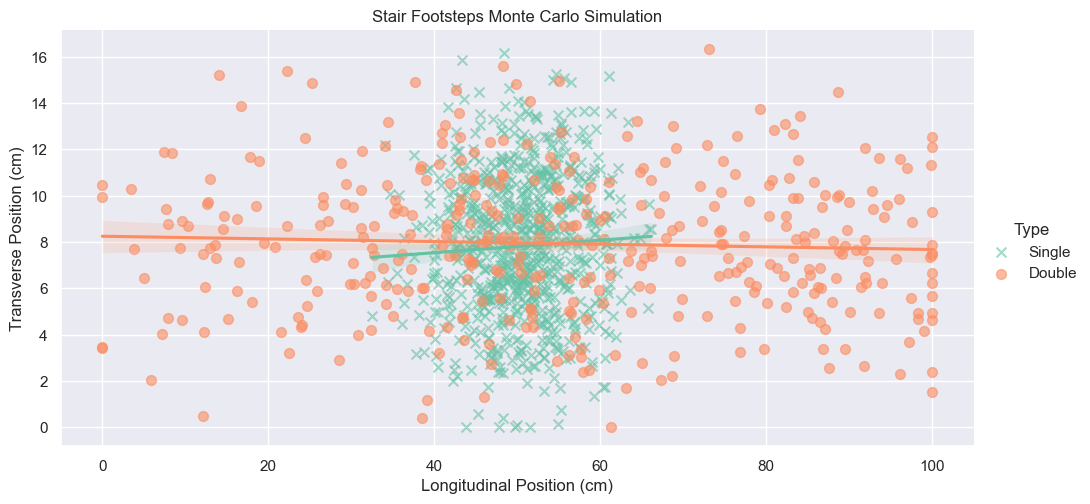 Stair Footsteps Monte Carlo Simulation
Transverse Position (cm)
16
14
12
10
8
6
4
2
0
0 20 40 60 80 100
Longitudinal Position (cm)
Type
Single
Double